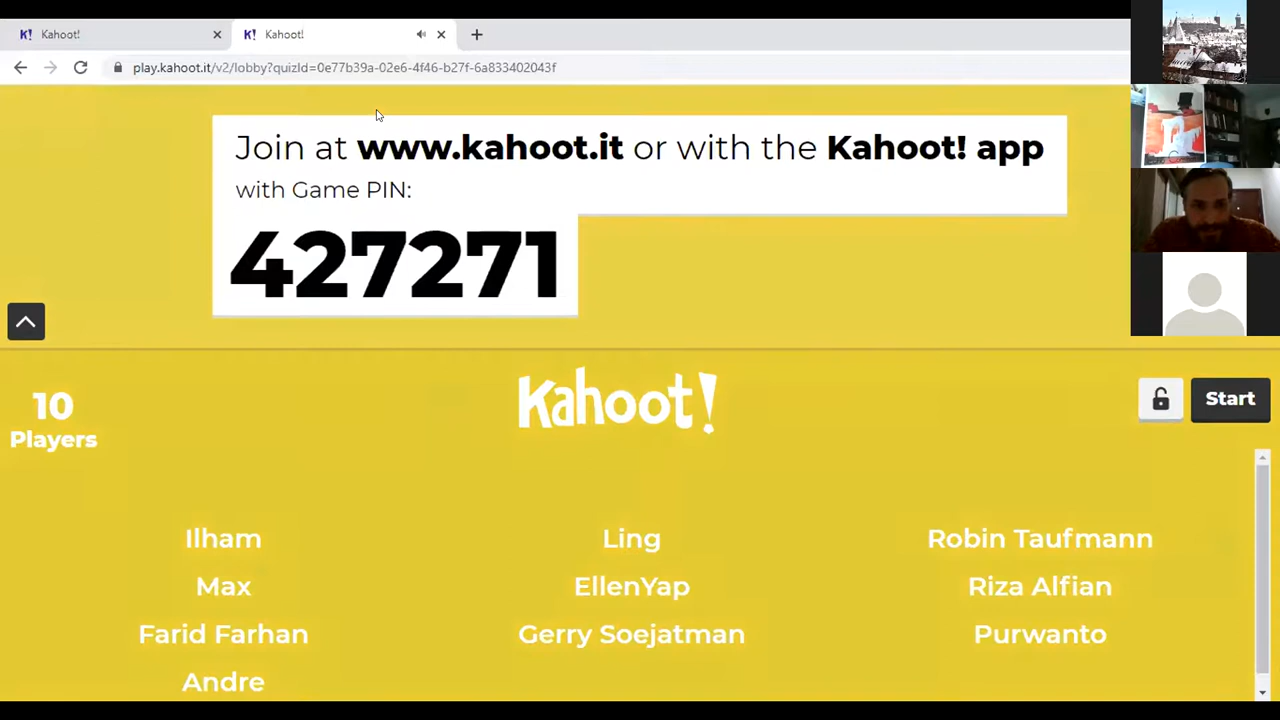 Kahoot!
Kahoot!
play.kahoot.it/v2/lobby?quizId=0e77b39a-02e6-4f46-b27f-6a833402043f
Join at www.kahoot.it or with the Kahoot! app
with Game PIN:
427271
10
Players
Kahoot!
Start
Ilham Ling Robin Taufmann
Max EllenYap Riza Alfian
Farid Farhan Gerry Soejatman Purwanto
Andre